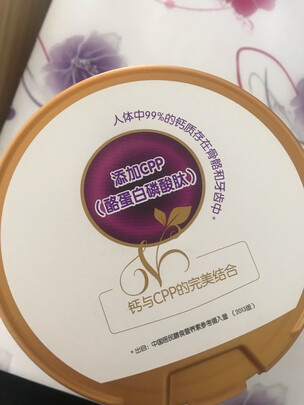 人体中99%的钙质存在骨骼和牙齿中*
添加CPP
（酪蛋白磷酸肽）
钙与CPP的完美结合
* 出自：中国居民膳食营养素参考摄入量（2013版）